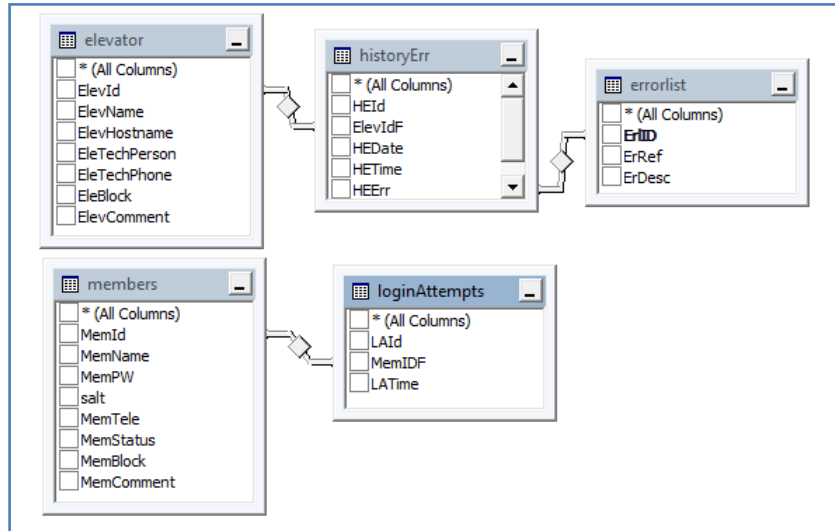 elevator
* (All Columns)
ElevId
ElevName
ElevHostname
EleTechPerson
EleTechPhone
EleBlock
ElevComment
historyErr
* (All Columns)
HEId
ElevIdF
HEDate
HETime
HEErr
errorlist
* (All Columns)
ErRef
ErDesc
members
* (All Columns)
MemId
MemName
MemPW
salt
MemTele
MemStatus
MemBlock
MemComment
loginAttempts
* (All Columns)
LAId
MemIDF
LATime